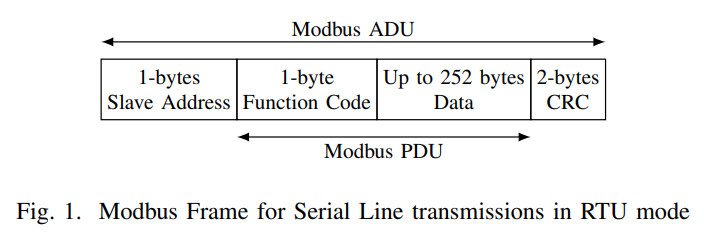 Modbus ADU
1-bytes
Slave Address
1-byte
Function Code
Up to 252 bytes
Data
2-bytes
CRC
Modbus PDU
Fig. 1. Modbus Frame for Serial Line transmissions in RTU mode